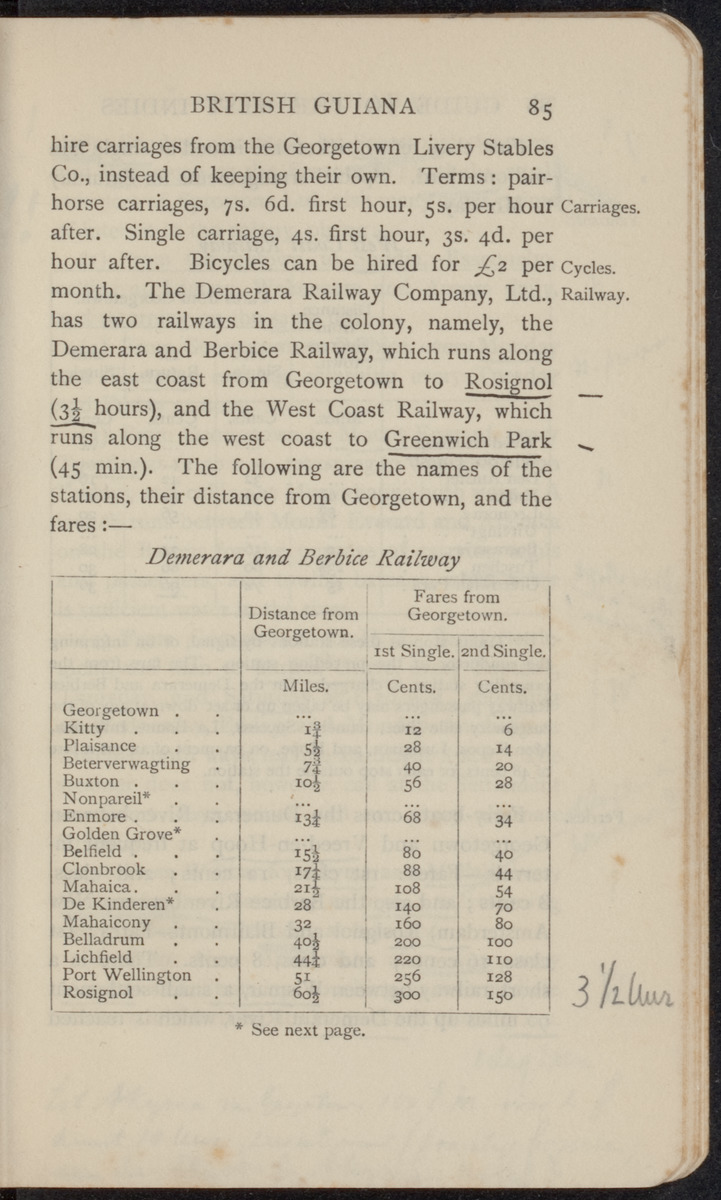 BRITISH GUIANA 85
hire carriages from the Georgetown Livery Stables
Co., instead of keeping their own. Terms : pair-
horse carriages, 7s. 6d. first hour, 5s. per hour Carriages.
after. Single carriage, 4s. first hour, 3s. 4d. per
hour after. Bicycles can be hired for £2 per Cycles.
month. The Demerara Railway Company, Ltd., Railway.
has two railways in the colony, namely, the
Demerara and Berbice Railway, which runs along
the east coast from Georgetown to Rosignol
(3½ hours), and the West Coast Railway, which
runs along the west coast to Greenwich Park
(45 min.). The following are the names of the
stations, their distance from Georgetown, and the
fares :—
Demerara and Berbice Railway
Distance from Georgetown. Fares from Georgetown.
1st Single. 2nd Single.
Miles. Cents. Cents.
Georgetown . . ... ... ...
Kitty . . . 1¾ 12 6
Plaisance . . 5½ 28 14
Beterverwagting . 7¾ 40 20
Buxton . . . 10½ 56 28
Nonpareil* . . ... ... ...
Enmore . . . 13¼ 68 34
Golden Grove* . ... ... ...
Belfield . . . 15½ 80 40
Clonbrook . . 17¼ 88 44
Mahaica. . . 21½ 108 54
De Kinderen* . 28 140 70
Mahaicony . . 32 160 80
Belladrum . . 40½ 200 100
Lichfield . . 44¼ 220 110
Port Wellington . 51 256 128
Rosignol . . 60½ 300 150
3 1/2 uur
* See next page.